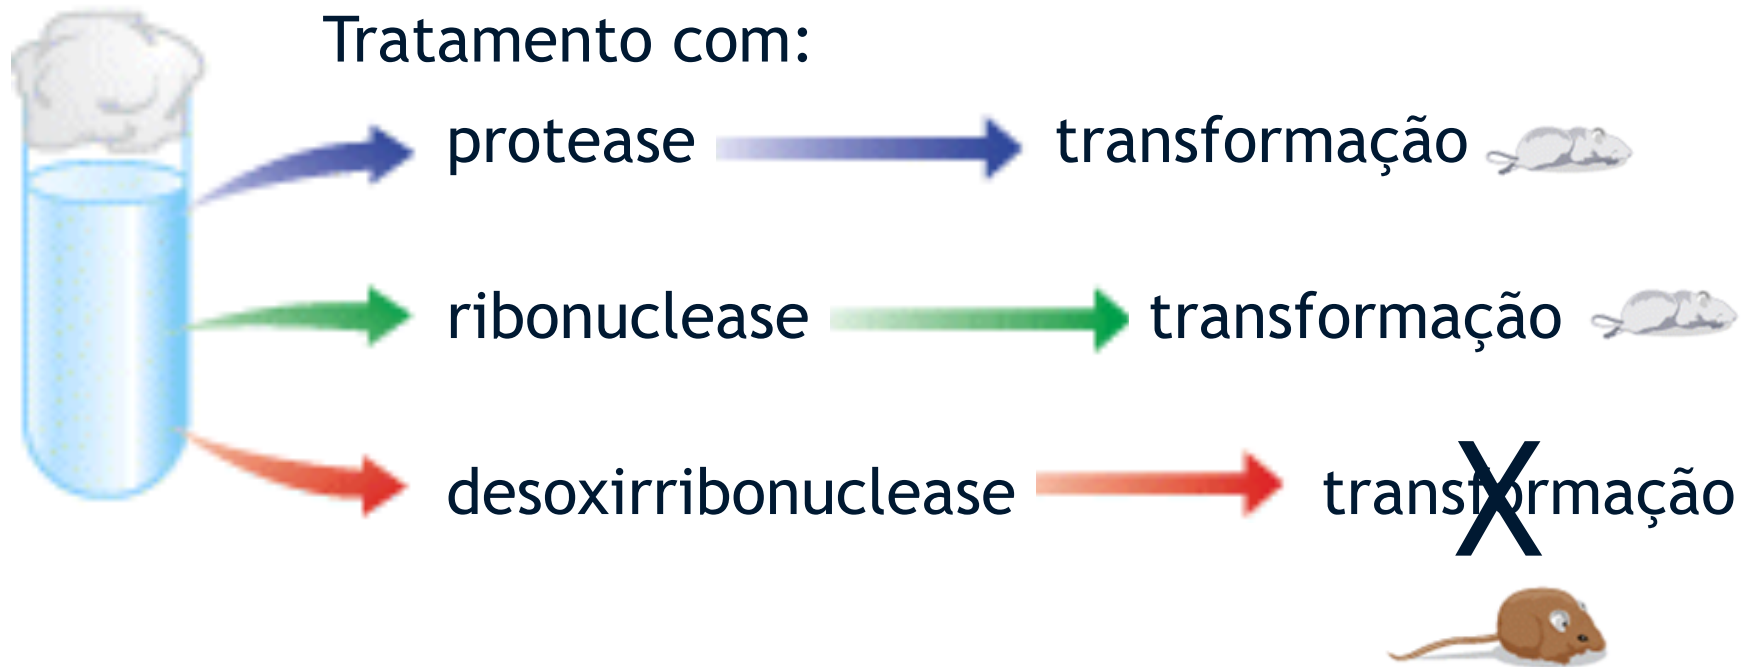 Tratamento com:
protease transformação
ribonuclease transformação
desoxirribonuclease transformação
X